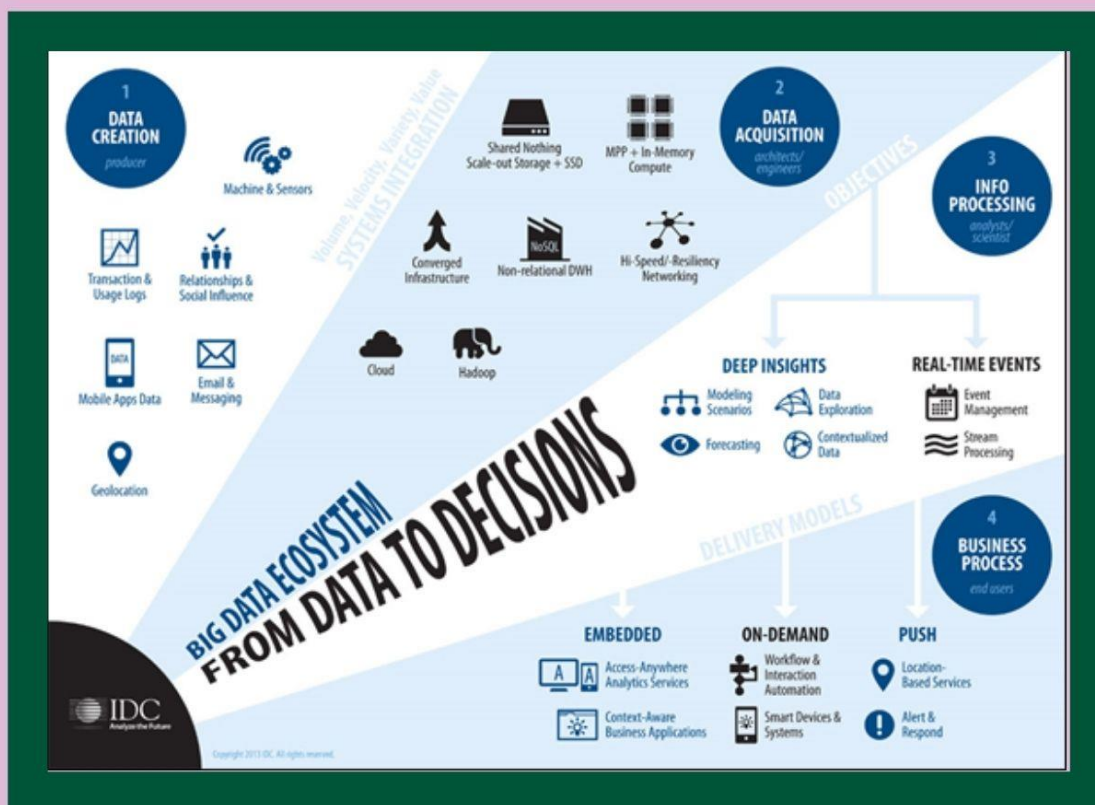 1
DATA
CREATION
producer
Machine & Sensors
Transaction &
Usage Logs
Relationships &
Social Influence
DATA
Mobile Apps Data
Email &
Messaging
Geolocation
Volume, Velocity, Variety, Value
SYSTEMS INTEGRATION
2
DATA
ACQUISITION
architects/
engineers
Shared Nothing
Scale-out Storage + SSD
MPP + In-Memory
Compute
Converged
Infrastructure
NoSQL
Non-relational DWH
Hi-Speed/-Resiliency
Networking
Cloud
Hadoop
OBJECTIVES
3
INFO
PROCESSING
analysts/
scientist
DEEP INSIGHTS
Modeling
Scenarios
Data
Exploration
Forecasting
Contextualized
Data
REAL-TIME EVENTS
Event
Management
Stream
Processing
BIG DATA ECOSYSTEM
FROM DATA TO DECISIONS
DELIVERY MODELS
4
BUSINESS
PROCESS
end users
EMBEDDED
A A
Access-Anywhere
Analytics Services
Context-Aware
Business Applications
ON-DEMAND
Workflow &
Interaction
Automation
Smart Devices &
Systems
PUSH
Location-
Based Services
Alert &
Respond
IDC
Analyze the Future
Copyright 2013 IDC. All rights reserved.